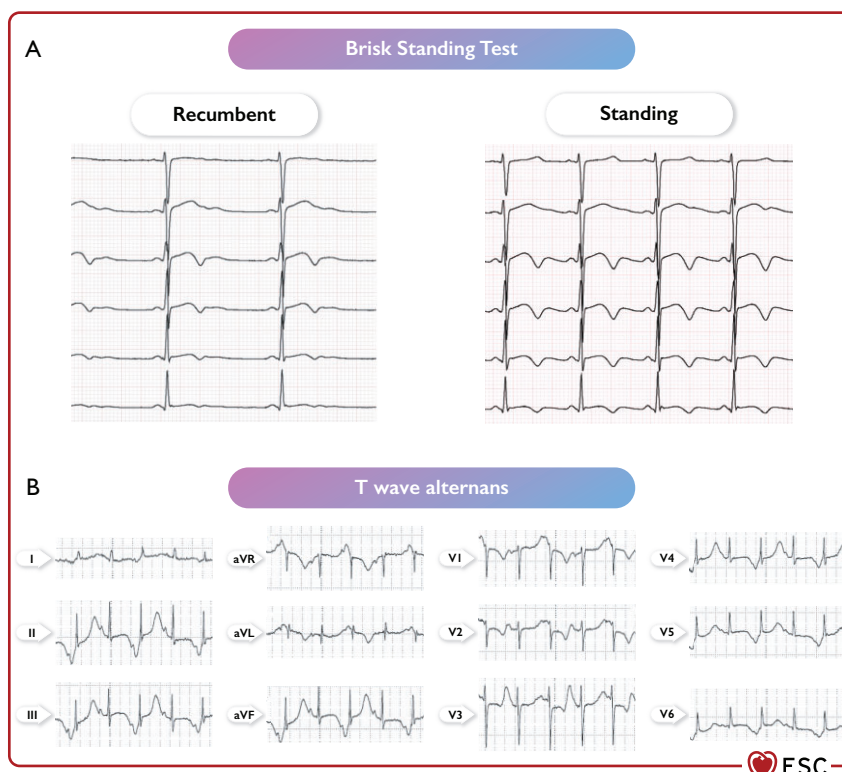 A
Brisk Standing Test
Recumbent
Standing
B
T wave alternans
I
aVR
V1
V4
II
aVL
V2
V5
III
aVF
V3
V6
ESC